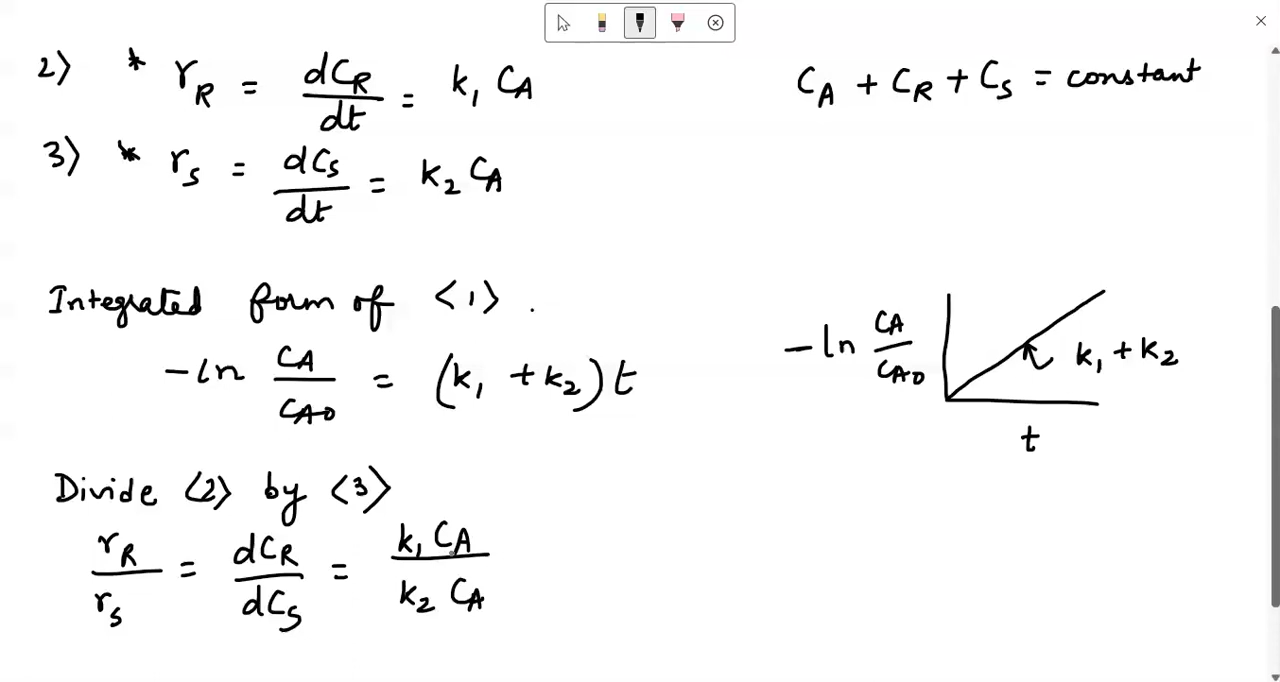 2) * r_R = dC_R/dt = k_1 C_A
C_A + C_R + C_S = constant
3) * r_S = dC_S/dt = k_2 C_A
Integrated form of <1> .
-ln C_A/C_A0 = (k_1 + k_2) t
-ln C_A/C_A0
k_1 + k_2
t
Divide <2> by <3>
r_R/r_S = dC_R/dC_S = k_1 C_A/k_2 C_A